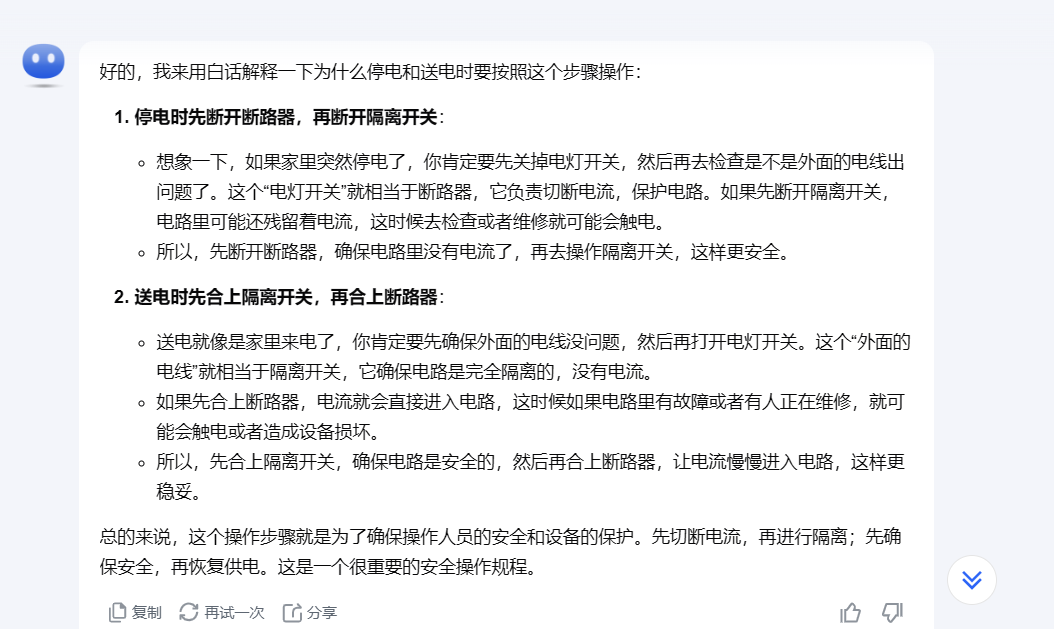 好的，我来用白话解释一下为什么停电和送电时要按照这个步骤操作：
1. 停电时先断开断路器，再断开隔离开关：
想象一下，如果家里突然停电了，你肯定要先关掉电灯开关，然后再去检查是不是外面的电线出
问题了。这个“电灯开关”就相当于断路器，它负责切断电流，保护电路。如果先断开隔离开关，
电路里可能还残留着电流，这时候去检查或者维修就可能会触电。
所以，先断开断路器，确保电路里没有电流了，再去操作隔离开关，这样更安全。
2. 送电时先合上隔离开关，再合上断路器：
送电就像是家里来电了，你肯定要先确保外面的电线没问题，然后再打开电灯开关。这个“外面的
电线”就相当于隔离开关，它确保电路是完全隔离的，没有电流。
如果先合上断路器，电流就会直接进入电路，这时候如果电路里有故障或者有人正在维修，就可
能会触电或者造成设备损坏。
所以，先合上隔离开关，确保电路是安全的，然后再合上断路器，让电流慢慢进入电路，这样更
稳妥。
总的来说，这个操作步骤就是为了确保操作人员的安全和设备的保护。先切断电流，再进行隔离；先确
保安全，再恢复供电。这是一个很重要的安全操作规程。
复制 再试一次 分享